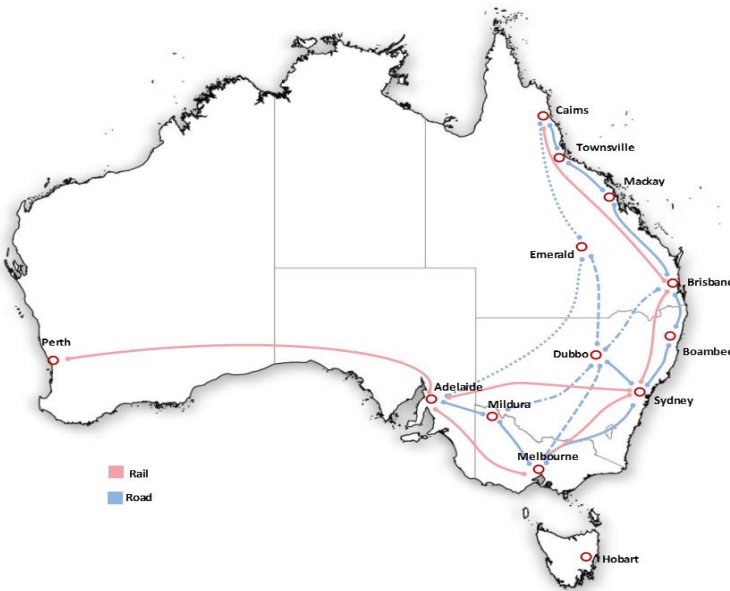 Cairns
Townsville
Mackay
Emerald
Brisbane
Perth
Boambee
Dubbo
Adelaide
Mildura
Sydney
Melbourne
Rail
Road
Hobart